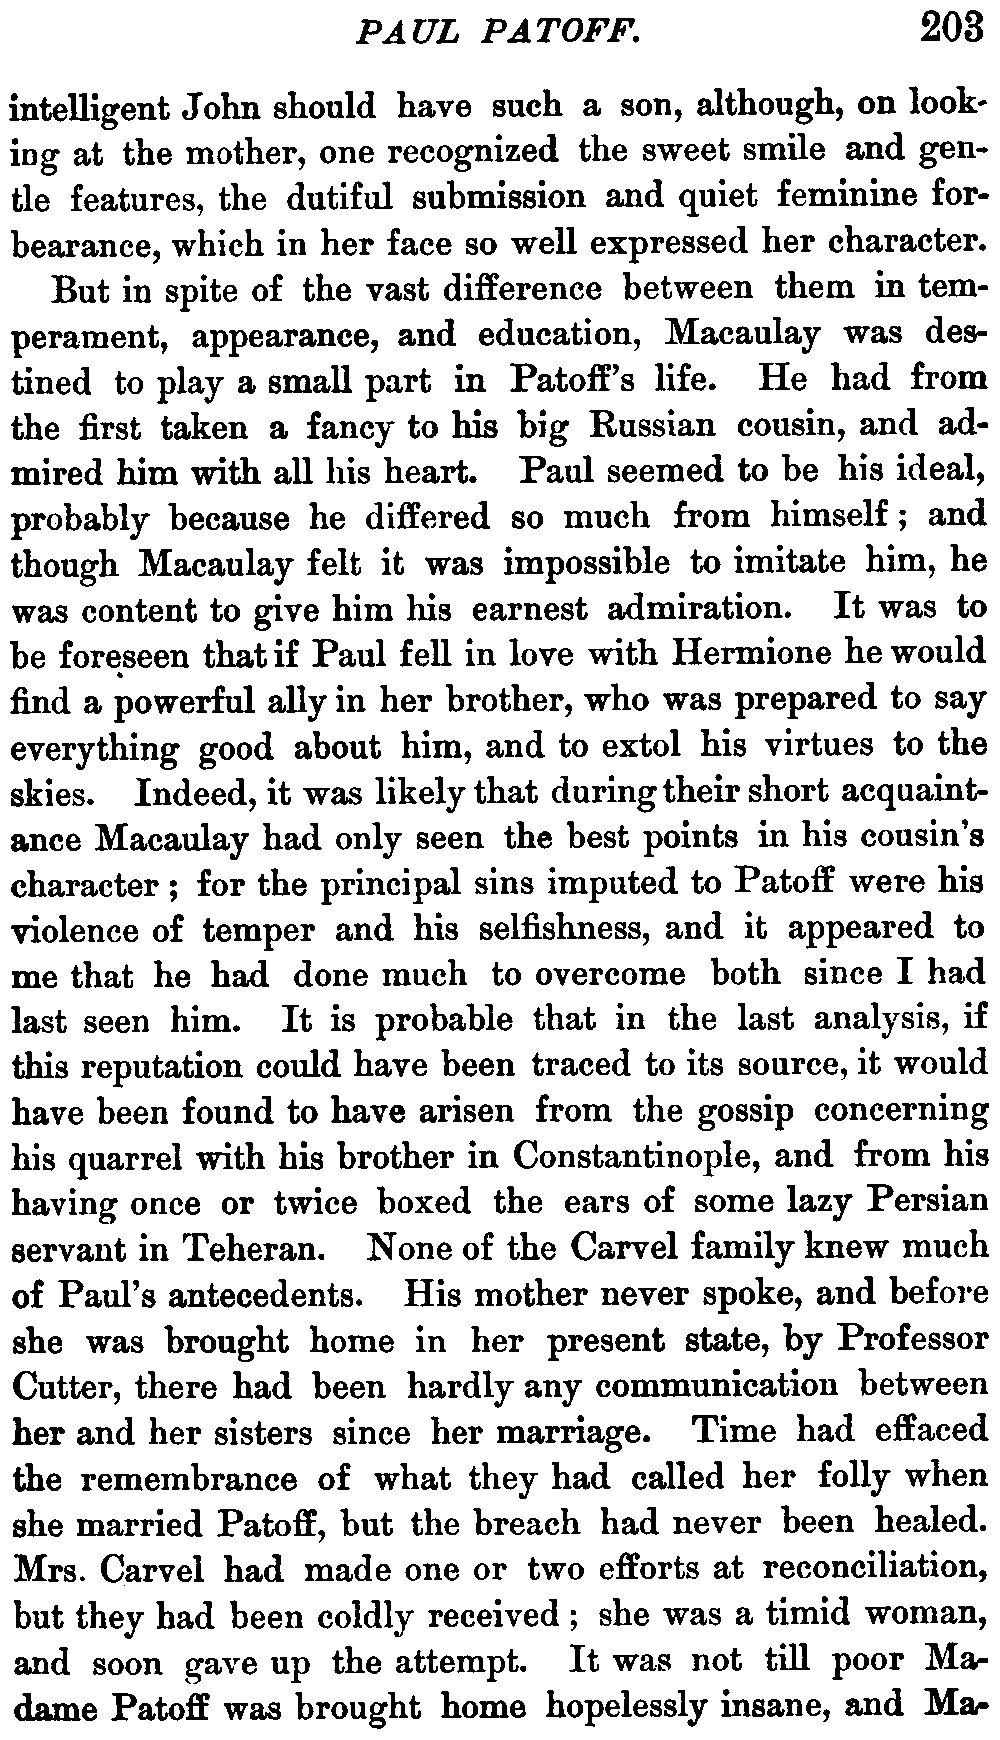 PAUL PATOFF. 203
intelligent John should have such a son, although, on look-
ing at the mother, one recognized the sweet smile and gen-
tle features, the dutiful submission and quiet feminine for-
bearance, which in her face so well expressed her character.
But in spite of the vast difference between them in tem-
perament, appearance, and education, Macaulay was des-
tined to play a small part in Patoff's life. He had from
the first taken a fancy to his big Russian cousin, and ad-
mired him with all his heart. Paul seemed to be his ideal,
probably because he differed so much from himself; and
though Macaulay felt it was impossible to imitate him, he
was content to give him his earnest admiration. It was to
be foreseen that if Paul fell in love with Hermione he would
find a powerful ally in her brother, who was prepared to say
everything good about him, and to extol his virtues to the
skies. Indeed, it was likely that during their short acquaint-
ance Macaulay had only seen the best points in his cousin's
character; for the principal sins imputed to Patoff were his
violence of temper and his selfishness, and it appeared to
me that he had done much to overcome both since I had
last seen him. It is probable that in the last analysis, if
this reputation could have been traced to its source, it would
have been found to have arisen from the gossip concerning
his quarrel with his brother in Constantinople, and from his
having once or twice boxed the ears of some lazy Persian
servant in Teheran. None of the Carvel family knew much
of Paul's antecedents. His mother never spoke, and before
she was brought home in her present state, by Professor
Cutter, there had been hardly any communication between
her and her sisters since her marriage. Time had effaced
the remembrance of what they had called her folly when
she married Patoff, but the breach had never been healed.
Mrs. Carvel had made one or two efforts at reconciliation,
but they had been coldly received; she was a timid woman,
and soon gave up the attempt. It was not till poor Ma-
dame Patoff was brought home hopelessly insane, and Ma-